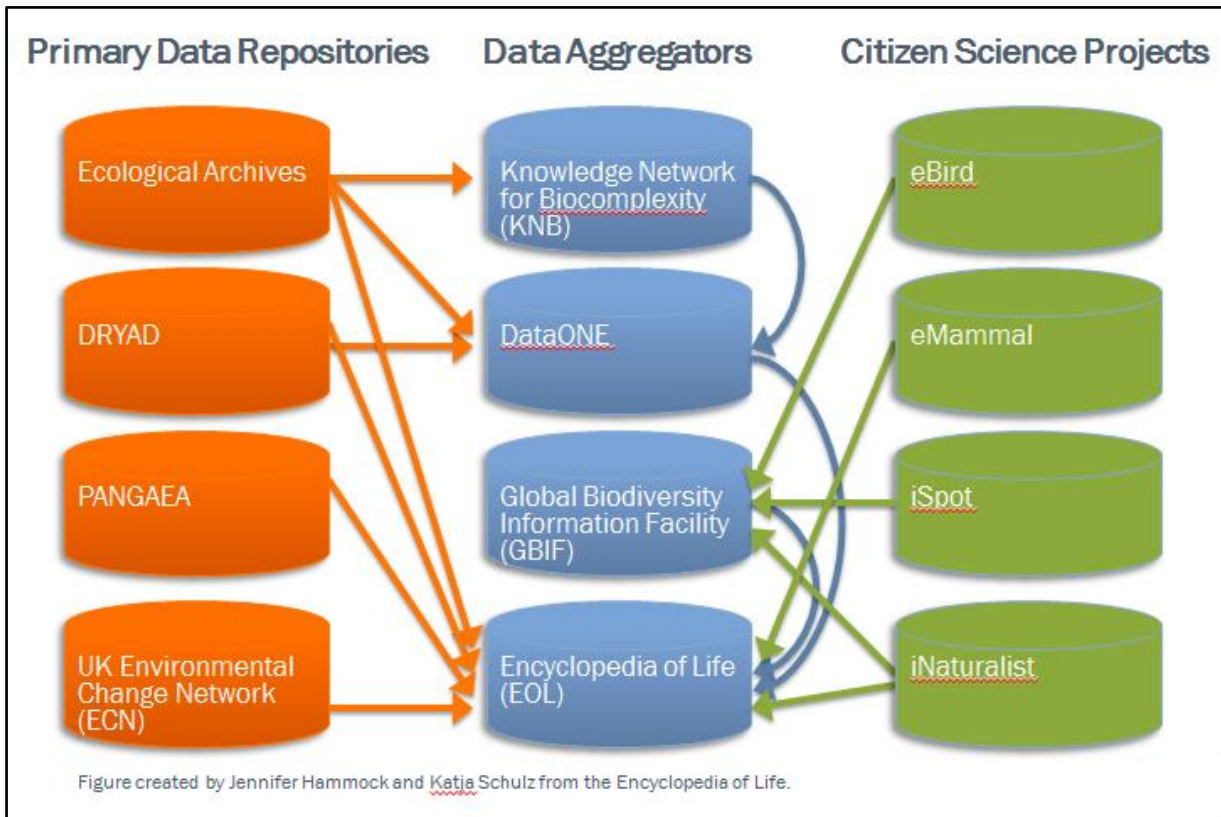 Primary Data Repositories
Data Aggregators
Citizen Science Projects
Ecological Archives
DRYAD
PANGAEA
UK Environmental
Change Network
(ECN)
Knowledge Network
for Biocomplexity
(KNB)
DataONE
Global Biodiversity
Information Facility
(GBIF)
Encyclopedia of Life
(EOL)
eBird
eMammal
iSpot
iNaturalist
Figure created by Jennifer Hammock and Katja Schulz from the Encyclopedia of Life.